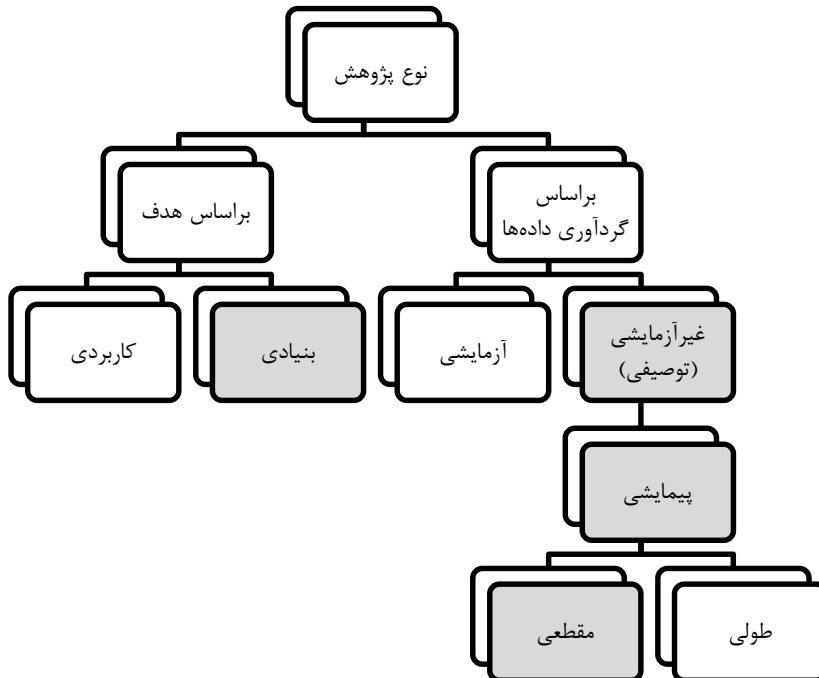 نوع پژوهش
براساس
گردآوری داده‌ها
براساس هدف
غیرآزمایشی
(توصیفی)
آزمایشی
بنیادی
کاربردی
پیمایشی
طولی
مقطعی